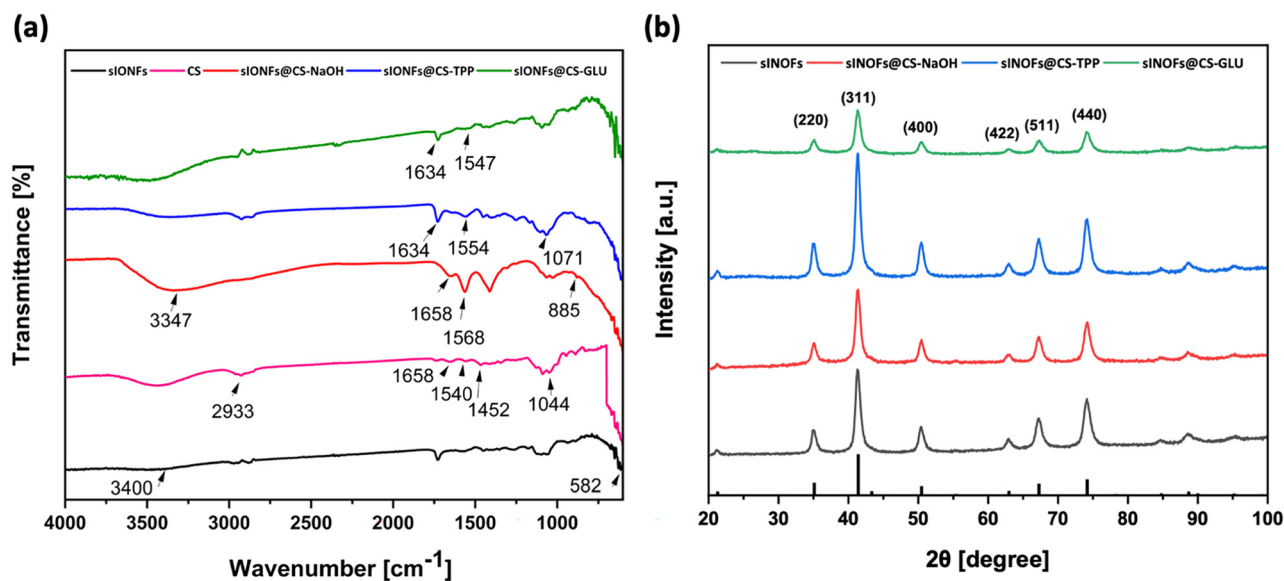 (a)
sIONFs CS sIONFs@CS-NaOH sIONFs@CS-TPP sIONFs@CS-GLU
1634
1547
1634
1554
1071
3347
1658
1568
885
2933
1658
1540
1452
1044
3400
582
Transmittance [%]
4000 3500 3000 2500 2000 1500 1000
Wavenumber [cm-1]
(b)
sINOFs sINOFs@CS-NaOH sINOFs@CS-TPP sINOFs@CS-GLU
(220) (311) (400) (422) (511) (440)
Intensity [a.u.]
20 30 40 50 60 70 80 90 100
2θ [degree]